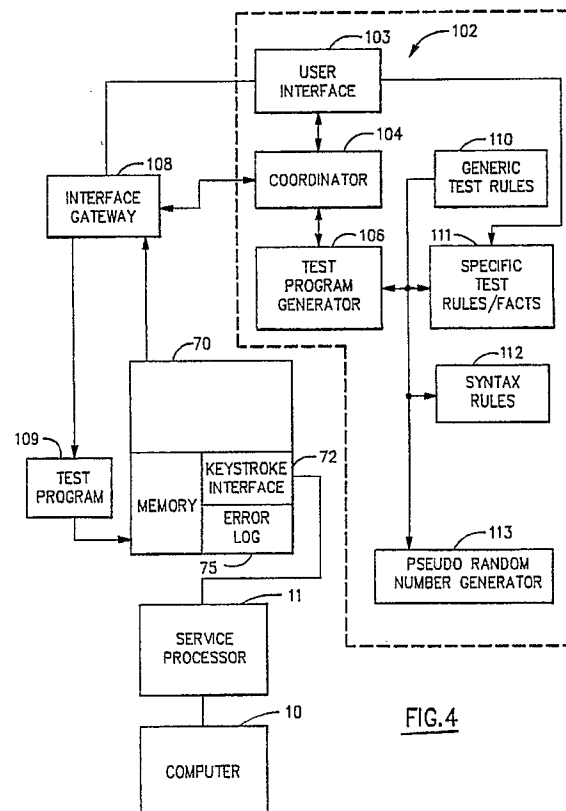 103
102
USER
INTERFACE
104
110
108
COORDINATOR
GENERIC
TEST RULES
INTERFACE
GATEWAY
106
111
TEST
PROGRAM
GENERATOR
SPECIFIC
TEST
RULES/FACTS
70
112
SYNTAX
RULES
109
72
TEST
PROGRAM
MEMORY
KEYSTROKE
INTERFACE
ERROR
LOG
75
113
PSEUDO RANDOM
NUMBER GENERATOR
11
SERVICE
PROCESSOR
10
COMPUTER
FIG.4